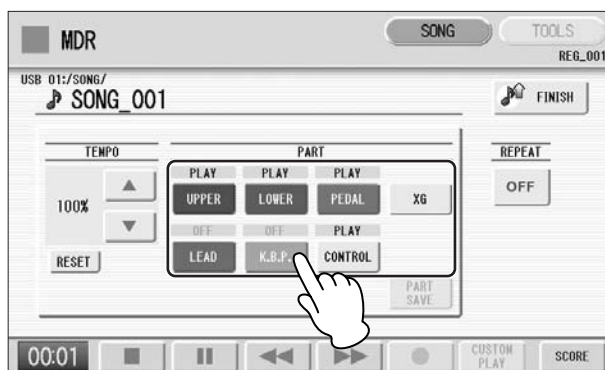 MDR
SONG
TOOLS
REG_001
USB 01:/SONG/
SONG_001
FINISH
TEMPO
PART
REPEAT
PLAY PLAY PLAY
100%
UPPER LOWER PEDAL XG
OFF
OFF OFF PLAY
RESET
LEAD K.B.P. CONTROL
PART
SAVE
00:01
CUSTOM
PLAY
SCORE